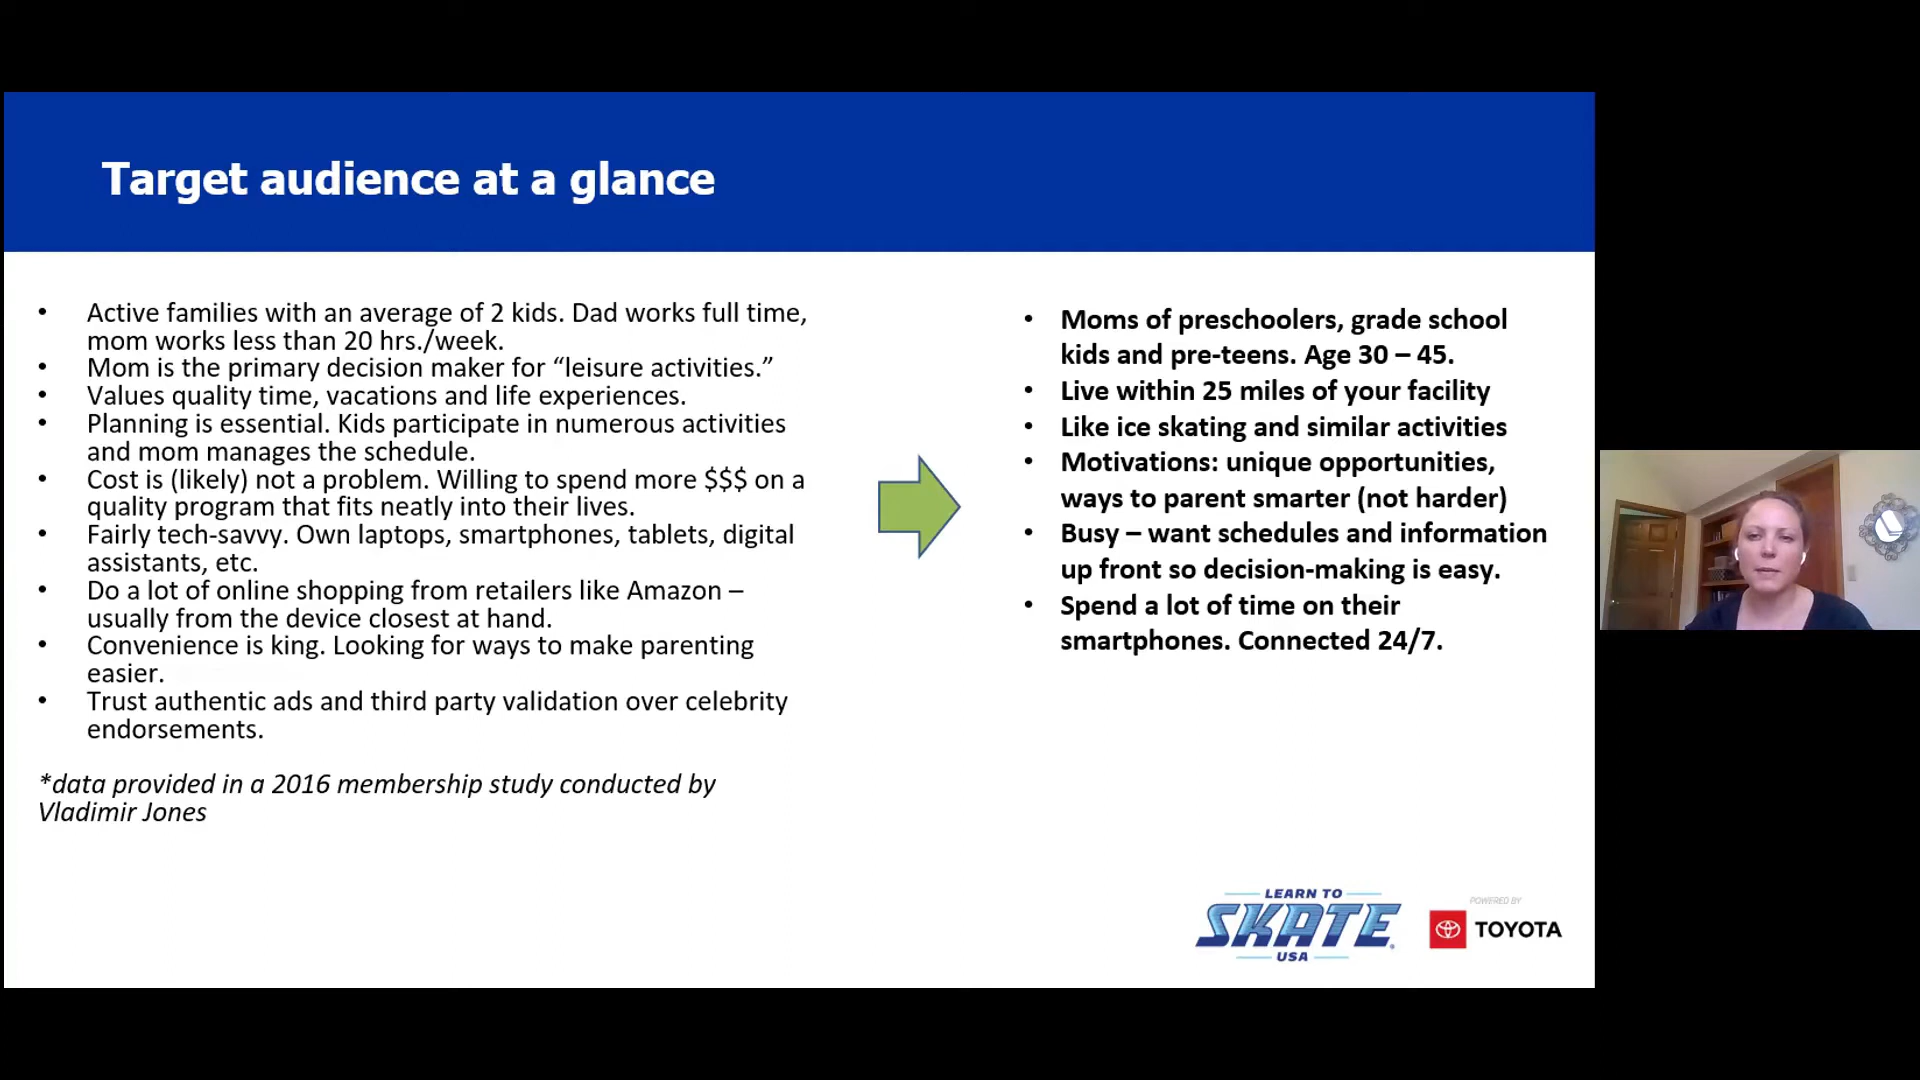 Target audience at a glance
• Active families with an average of 2 kids. Dad works full time,
mom works less than 20 hrs./week.
• Mom is the primary decision maker for “leisure activities.”
• Values quality time, vacations and life experiences.
• Planning is essential. Kids participate in numerous activities
and mom manages the schedule.
• Cost is (likely) not a problem. Willing to spend more $$$ on a
quality program that fits neatly into their lives.
• Fairly tech-savvy. Own laptops, smartphones, tablets, digital
assistants, etc.
• Do a lot of online shopping from retailers like Amazon –
usually from the device closest at hand.
• Convenience is king. Looking for ways to make parenting
easier.
• Trust authentic ads and third party validation over celebrity
endorsements.
*data provided in a 2016 membership study conducted by
Vladimir Jones
• Moms of preschoolers, grade school
kids and pre-teens. Age 30 – 45.
• Live within 25 miles of your facility
• Like ice skating and similar activities
• Motivations: unique opportunities,
ways to parent smarter (not harder)
• Busy – want schedules and information
up front so decision-making is easy.
• Spend a lot of time on their
smartphones. Connected 24/7.
LEARN TO
SKATE®
USA
POWERED BY
TOYOTA